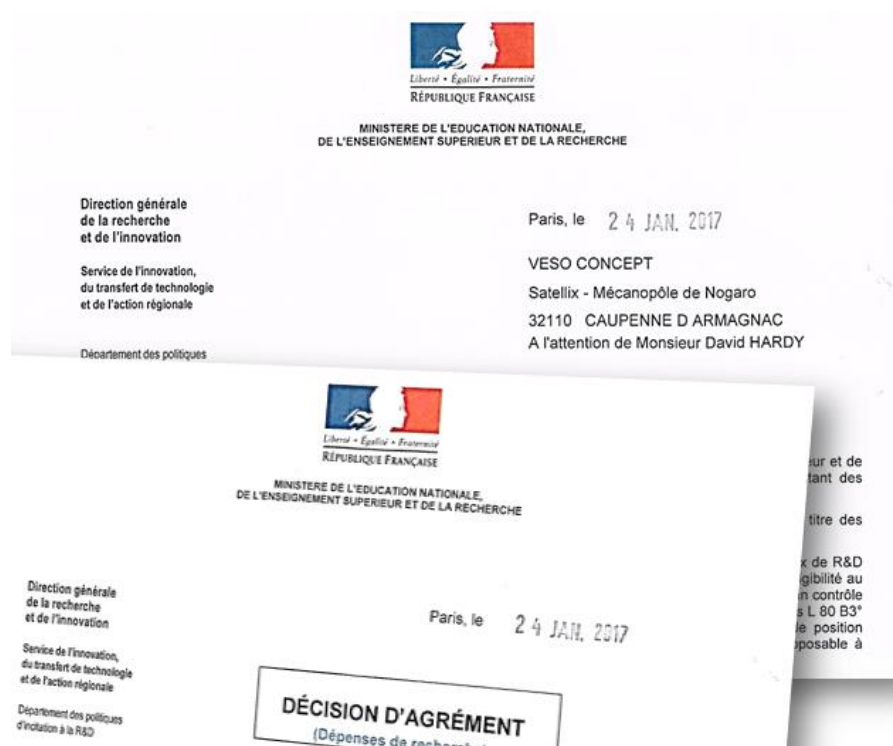 Liberté • Égalité • Fraternité
RÉPUBLIQUE FRANÇAISE
MINISTERE DE L'EDUCATION NATIONALE,
DE L'ENSEIGNEMENT SUPERIEUR ET DE LA RECHERCHE
Direction générale
de la recherche
et de l'innovation
Service de l'innovation,
du transfert de technologie
et de l'action régionale
Département des politiques
Paris, le 24 JAN. 2017
VESO CONCEPT
Satellix - Mécanopôle de Nogaro
32110 CAUPENNE D ARMAGNAC
A l'attention de Monsieur David HARDY
et de
des
titre des
de R&D
au
contrôle
L 80 B3°
position
à
Liberté • Égalité • Fraternité
RÉPUBLIQUE FRANÇAISE
MINISTERE DE L'EDUCATION NATIONALE,
DE L'ENSEIGNEMENT SUPERIEUR ET DE LA RECHERCHE
Direction générale
de la recherche
et de l'innovation
Service de l'innovation,
du transfert de technologie
et de l'action régionale
Département des politiques
d'incitation à la R&D
Paris, le 24 JAN. 2017
DÉCISION D'AGRÉMENT
(Dépenses de recherche